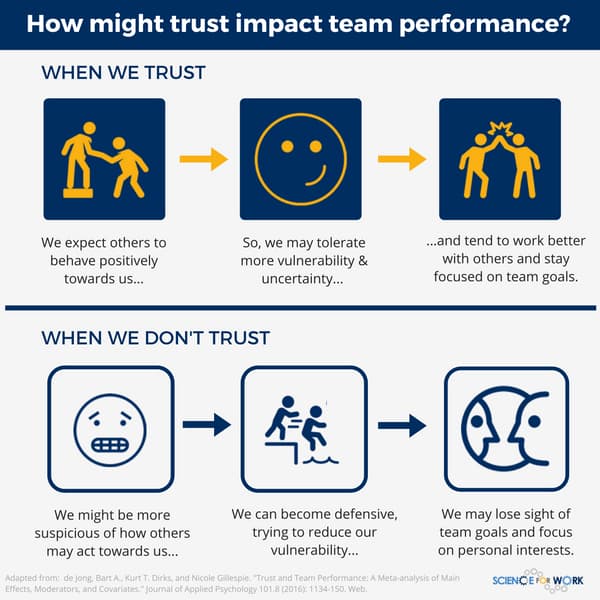 How might trust impact team performance?
WHEN WE TRUST
We expect others to
behave positively
towards us...
So, we may tolerate
more vulnerability &
uncertainty...
...and tend to work better
with others and stay
focused on team goals.
WHEN WE DON'T TRUST
We might be more
suspicious of how others
may act towards us...
We can become defensive,
trying to reduce our
vulnerability...
We may lose sight of
team goals and focus
on personal interests.
Adapted from: de Jong, Bart A., Kurt T. Dirks, and Nicole Gillespie. "Trust and Team Performance: A Meta-analysis of Main
Effects, Moderators, and Covariates." Journal of Applied Psychology 101.8 (2016): 1134-150. Web.
SCIENCE FOR WORK